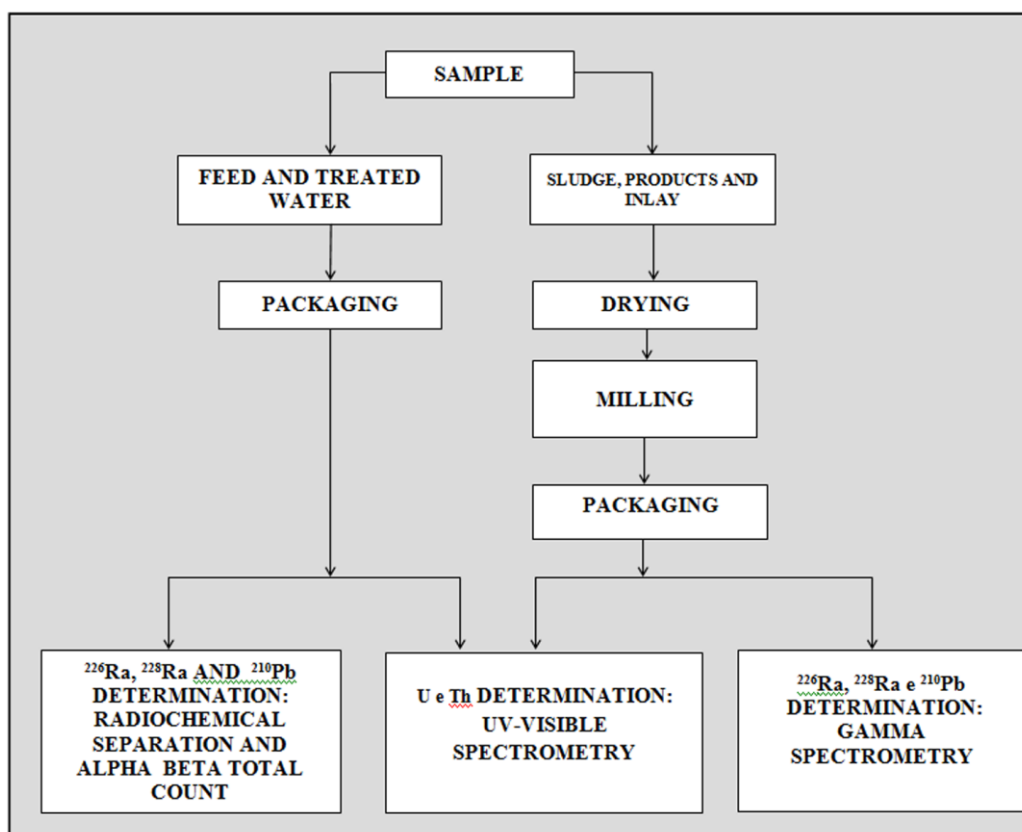 SAMPLE
FEED AND TREATED
WATER
SLUDGE, PRODUCTS AND
INLAY
PACKAGING
DRYING
MILLING
PACKAGING
²²⁶Ra, ²²⁸Ra AND ²¹⁰Pb
DETERMINATION:
RADIOCHEMICAL
SEPARATION AND
ALPHA BETA TOTAL
COUNT
U e Th DETERMINATION:
UV-VISIBLE
SPECTROMETRY
²²⁶Ra, ²²⁸Ra e ²¹⁰Pb
DETERMINATION:
GAMMA
SPECTROMETRY